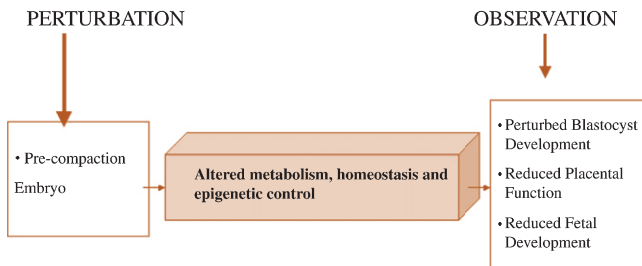 PERTURBATION
OBSERVATION
• Pre-compaction
Embryo
Altered metabolism, homeostasis and
epigenetic control
• Perturbed Blastocyst
Development
• Reduced Placental
Function
• Reduced Fetal
Development